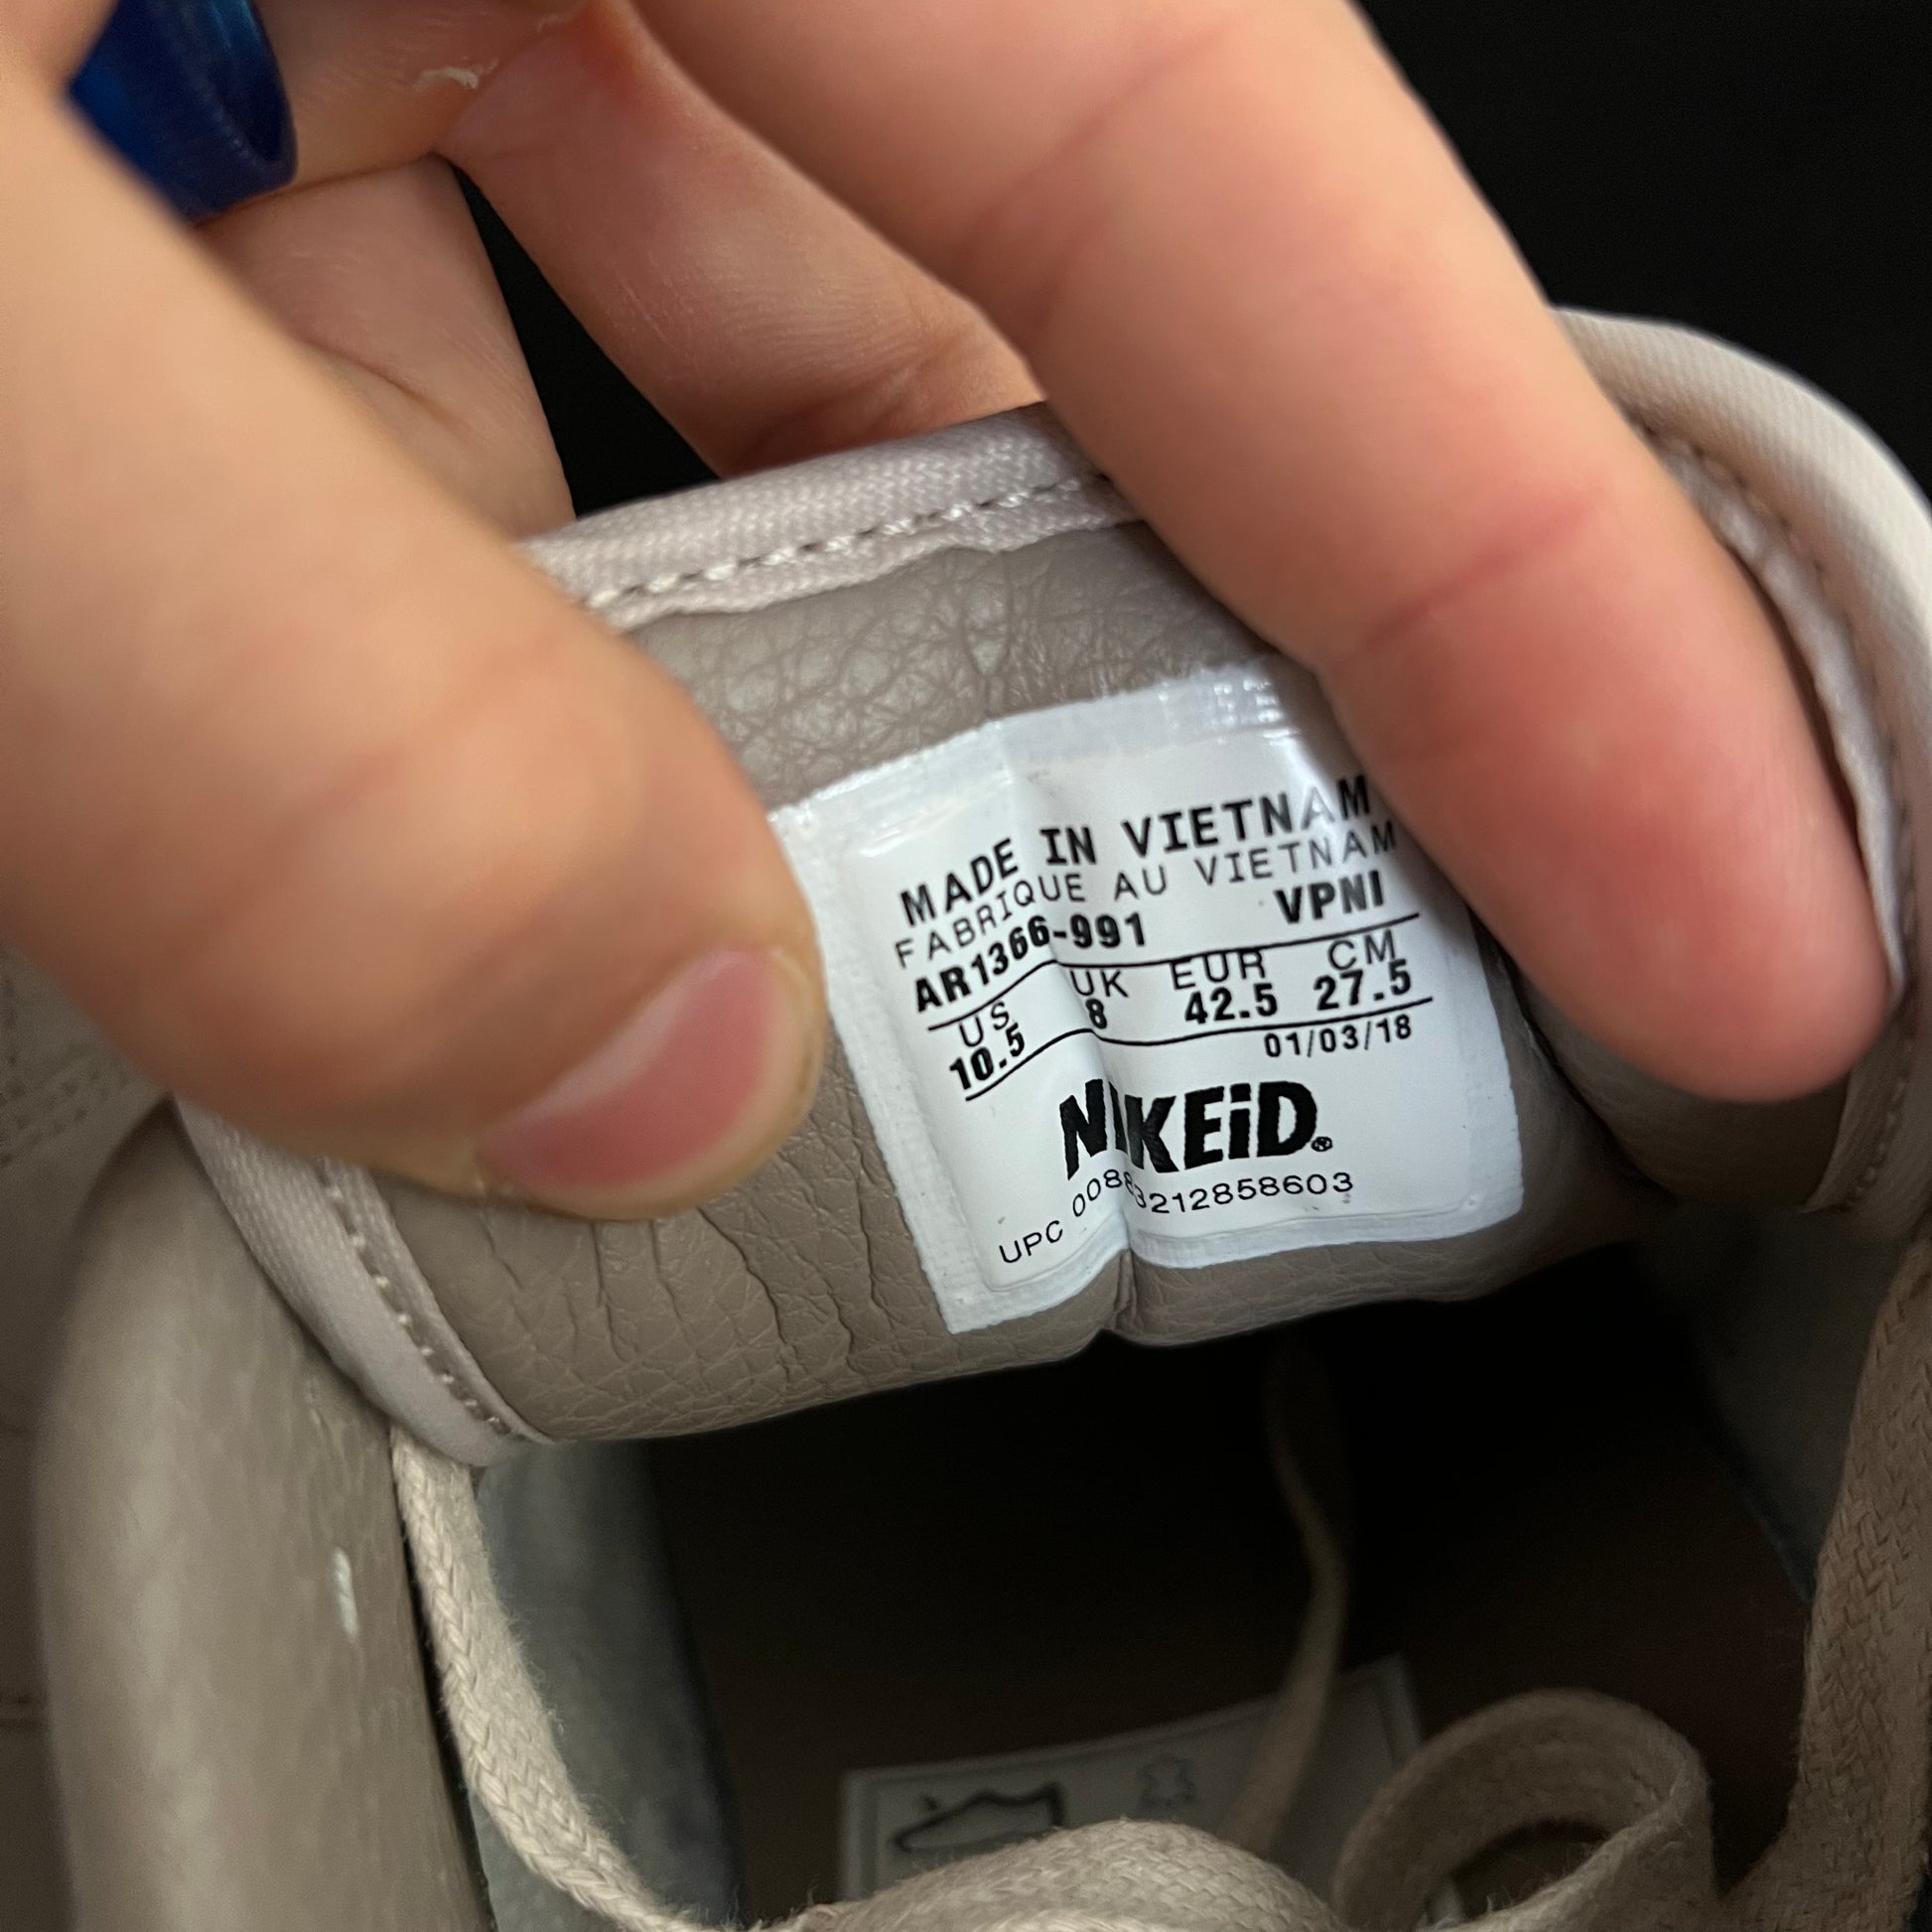 MADE IN VIETNAM
FABRIQUE AU VIETNAM
AR1366-991 VPNI
US UK EUR CM
10.5 8 42.5 27.5
01/03/18
NIKEiD®
UPC 00883212858603